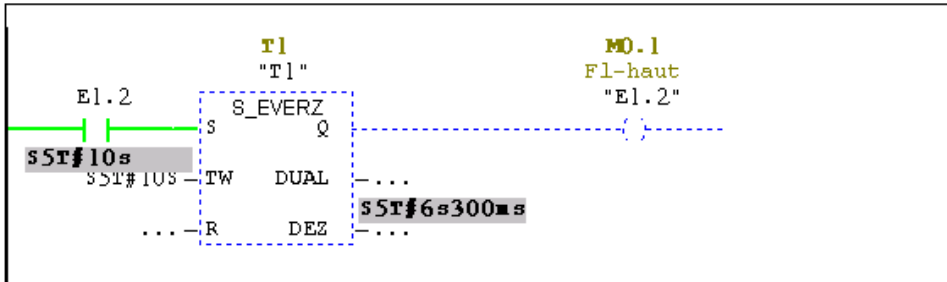 T1
"T1"
M0.1
F1-haut
"E1.2"
E1.2
S_EVERZ
S
Q
S5T#10s
S5T#10S
TW
DUAL
...
S5T#6s300ms
...
R
DEZ
...